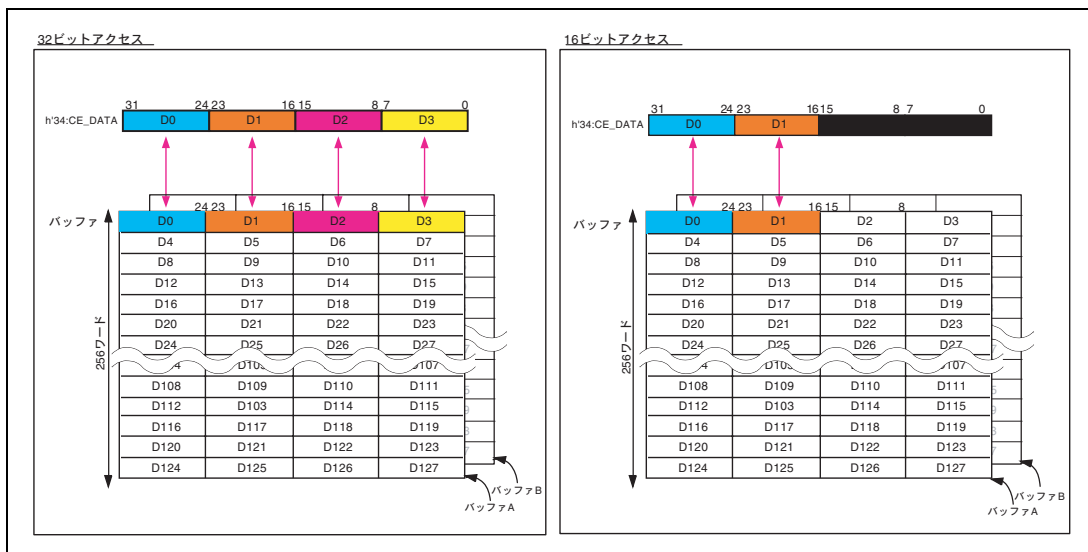 32ビットアクセス
31 24 23 16 15 8 7 0
h'34:CE_DATA D0 D1 D2 D3
24 23 16 15 8
バッファ D0 D1 D2 D3
D4 D5 D6 D7
D8 D9 D10 D11
D12 D13 D14 D15
D16 D17 D18 D19
D20 D21 D22 D23
D24 D25 D26 D27
D107
D108 D109 D110 D111
D112 D103 D114 D115
D116 D117 D118 D119
D120 D121 D122 D123
D124 D125 D126 D127
256ワード
バッファB
バッファA
16ビットアクセス
31 24 23 16 15 8 7 0
h'34:CE_DATA D0 D1
24 23 16 15 8
バッファ D0 D1 D2 D3
D4 D5 D6 D7
D8 D9 D10 D11
D12 D13 D14 D15
D16 D17 D18 D19
D20 D21 D22 D23
D24 D25 D26 D27
D107
D108 D109 D110 D111
D112 D103 D114 D115
D116 D117 D118 D119
D120 D121 D122 D123
D124 D125 D126 D127
256ワード
バッファB
バッファA